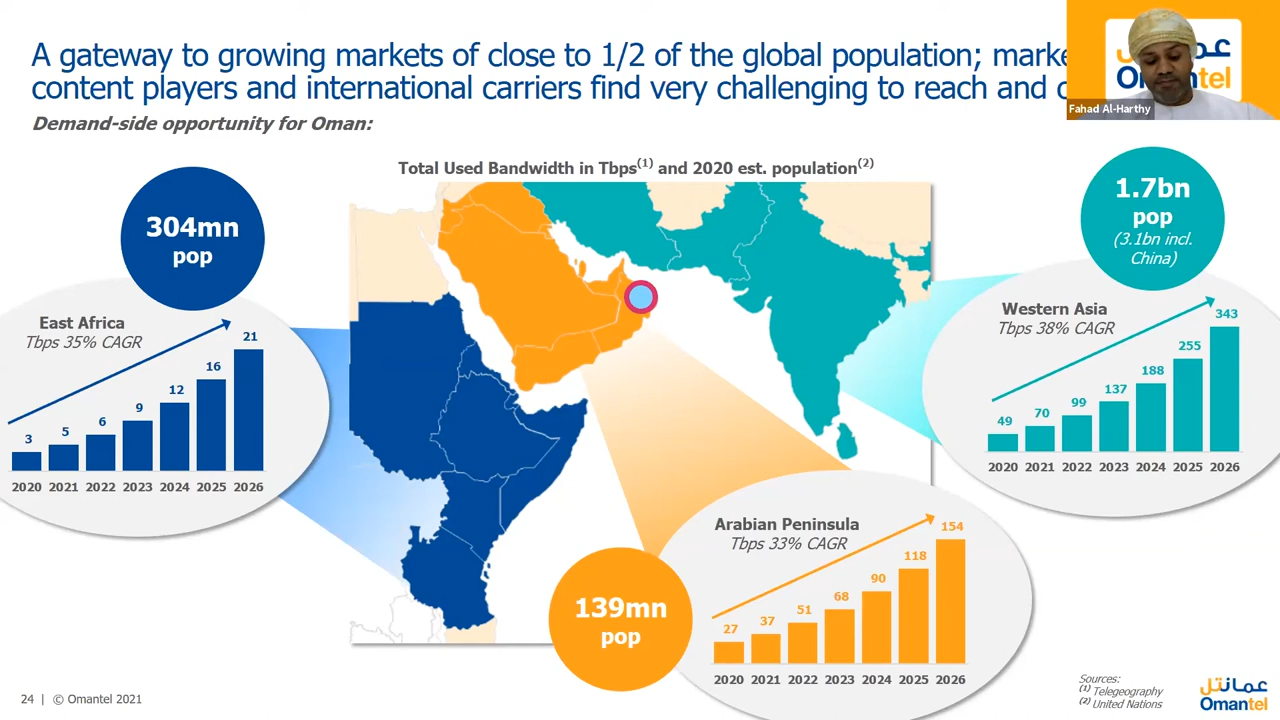 A gateway to growing markets of close to 1/2 of the global population; marke
content players and international carriers find very challenging to reach and
Demand-side opportunity for Oman:
عمانتل
Omantel
Fahad Al-Harthy
Total Used Bandwidth in Tbps(1) and 2020 est. population(2)
304mn
pop
East Africa
Tbps 35% CAGR
3 5 6 9 12 16 21
2020 2021 2022 2023 2024 2025 2026
1.7bn
pop
(3.1bn incl.
China)
Western Asia
Tbps 38% CAGR
49 70 99 137 188 255 343
2020 2021 2022 2023 2024 2025 2026
139mn
pop
Arabian Peninsula
Tbps 33% CAGR
27 37 51 68 90 118 154
2020 2021 2022 2023 2024 2025 2026
24 | © Omantel 2021
Sources:
(1) Telegeography
(2) United Nations
عمانتل
Omantel